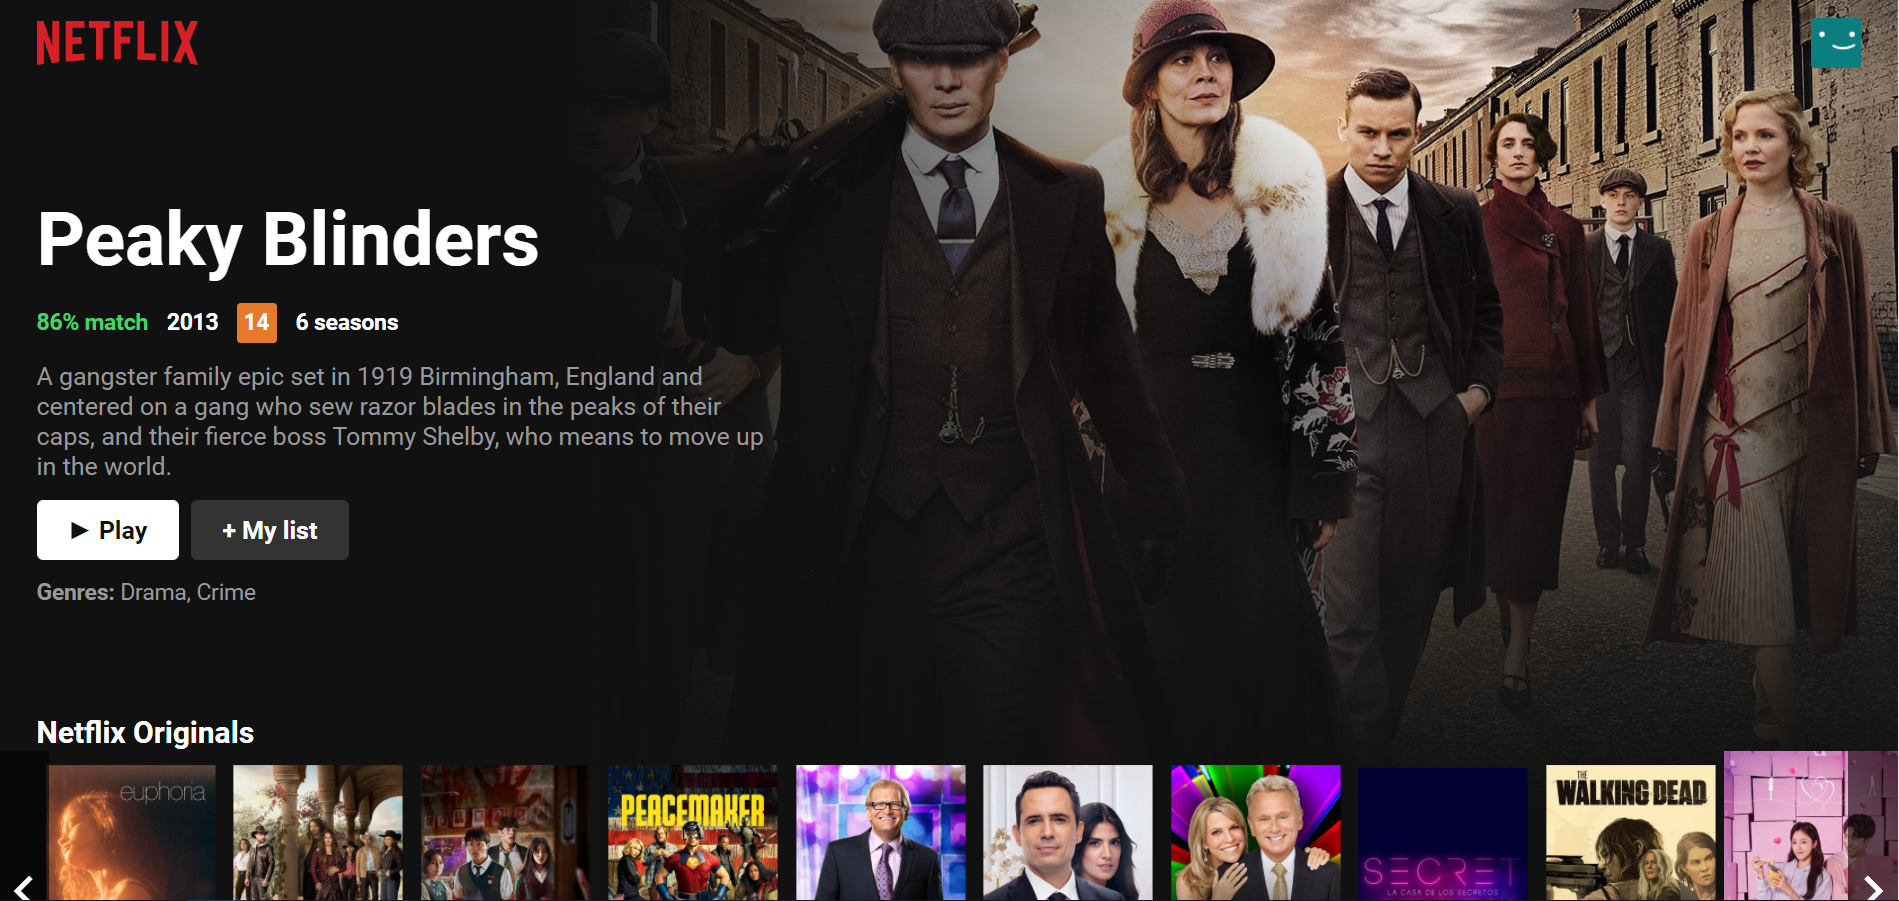 NETFLIX
Peaky Blinders
86% match 2013 14 6 seasons
A gangster family epic set in 1919 Birmingham, England and
centered on a gang who sew razor blades in the peaks of their
caps, and their fierce boss Tommy Shelby, who means to move up
in the world.
▶ Play + My list
Genres: Drama, Crime
Netflix Originals
euphoria
PEACEMAKER
SECRET
LA CASA DE LOS SECRETOS
THE
WALKING DEAD